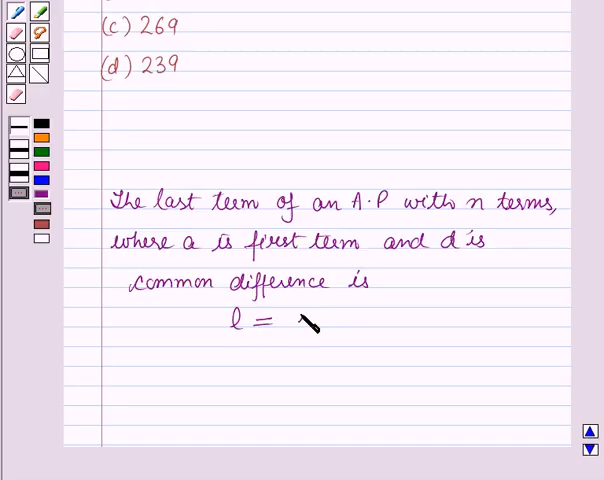 (c) 269
(d) 239
The last term of an A.P with n terms,
where a is first term and d is
common difference is
l =